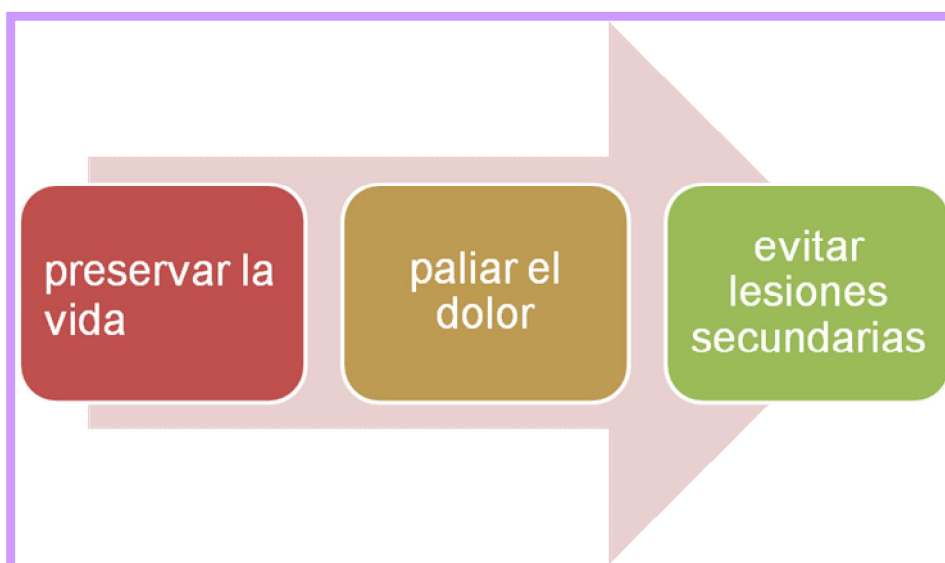 preservar la
vida
paliar el
dolor
evitar
lesiones
secundarias